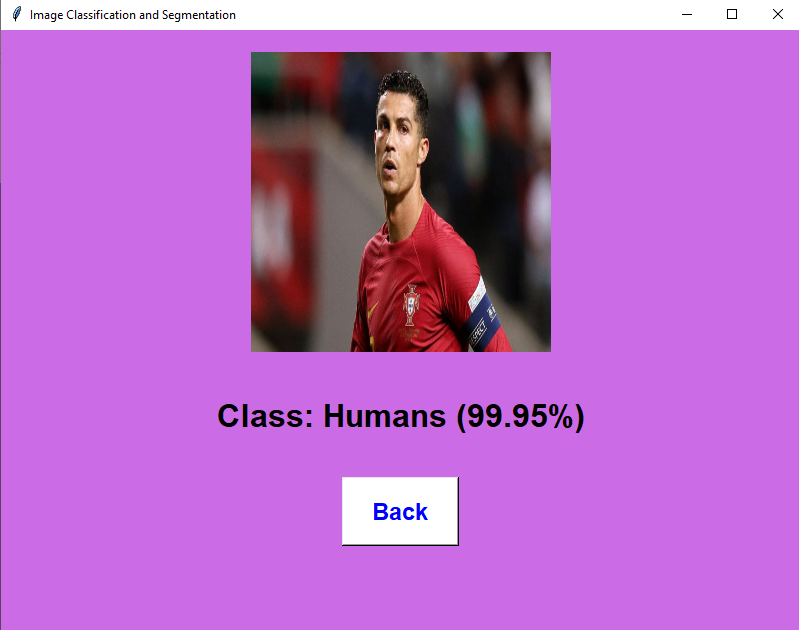 Image Classification and Segmentation
Class: Humans (99.95%)
Back